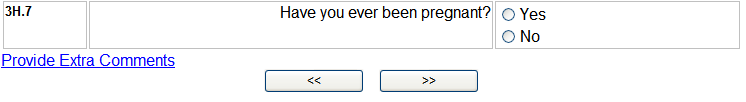 3H.7 Have you ever been pregnant? Yes
No
Provide Extra Comments
<< >>